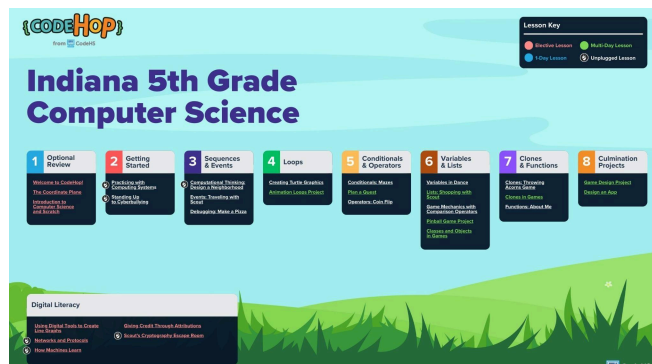 {CODEHOP}
from CodeHS
Lesson Key
Elective Lesson
Multi-Day Lesson
1-Day Lesson
Unplugged Lesson
Indiana 5th Grade
Computer Science
1
Optional
Review
Welcome to CodeHop!
The Coordinate Plane
Introduction to
Computer Science
and Scratch
2
Getting
Started
Practicing with
Computing Systems
Standing Up
to Cyberbullying
3
Sequences
& Events
Computational Thinking:
Design a Neighborhood
Events: Traveling with
Scout
Debugging: Make a Pizza
4
Loops
Creating Turtle Graphics
Animation Loops Project
5
Conditionals
& Operators
Conditionals: Mazes
Plan a Quest
Operators: Coin Flip
6
Variables
& Lists
Variables in Dance
Lists: Shopping with
Scout
Game Mechanics with
Comparison Operators
Pinball Game Project
Classes and Objects
in Games
7
Clones
& Functions
Clones: Throwing
Acorns Game
Clones in Games
Functions: About Me
8
Culmination
Projects
Game Design Project
Design an App
Digital Literacy
Using Digital Tools to Create
Line Graphs
Networks and Protocols
How Machines Learn
Giving Credit Through Attributions
Scout's Cryptography Escape Room